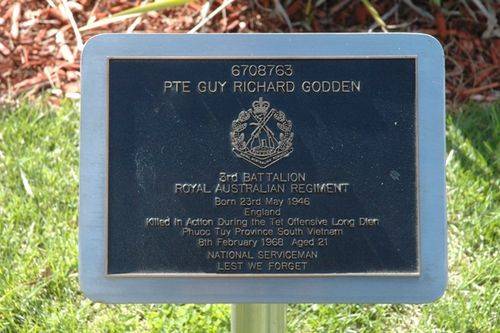 6708763
PTE GUY RICHARD GODDEN
3rd BATTALION
ROYAL AUSTRALIAN REGIMENT
Born 23rd May 1946
England
Killed In Action During the Tet Offensive Long Dien
Phuoc Tuy Province South Vietnam
8th February 1968 Aged 21
NATIONAL SERVICEMAN
LEST WE FORGET